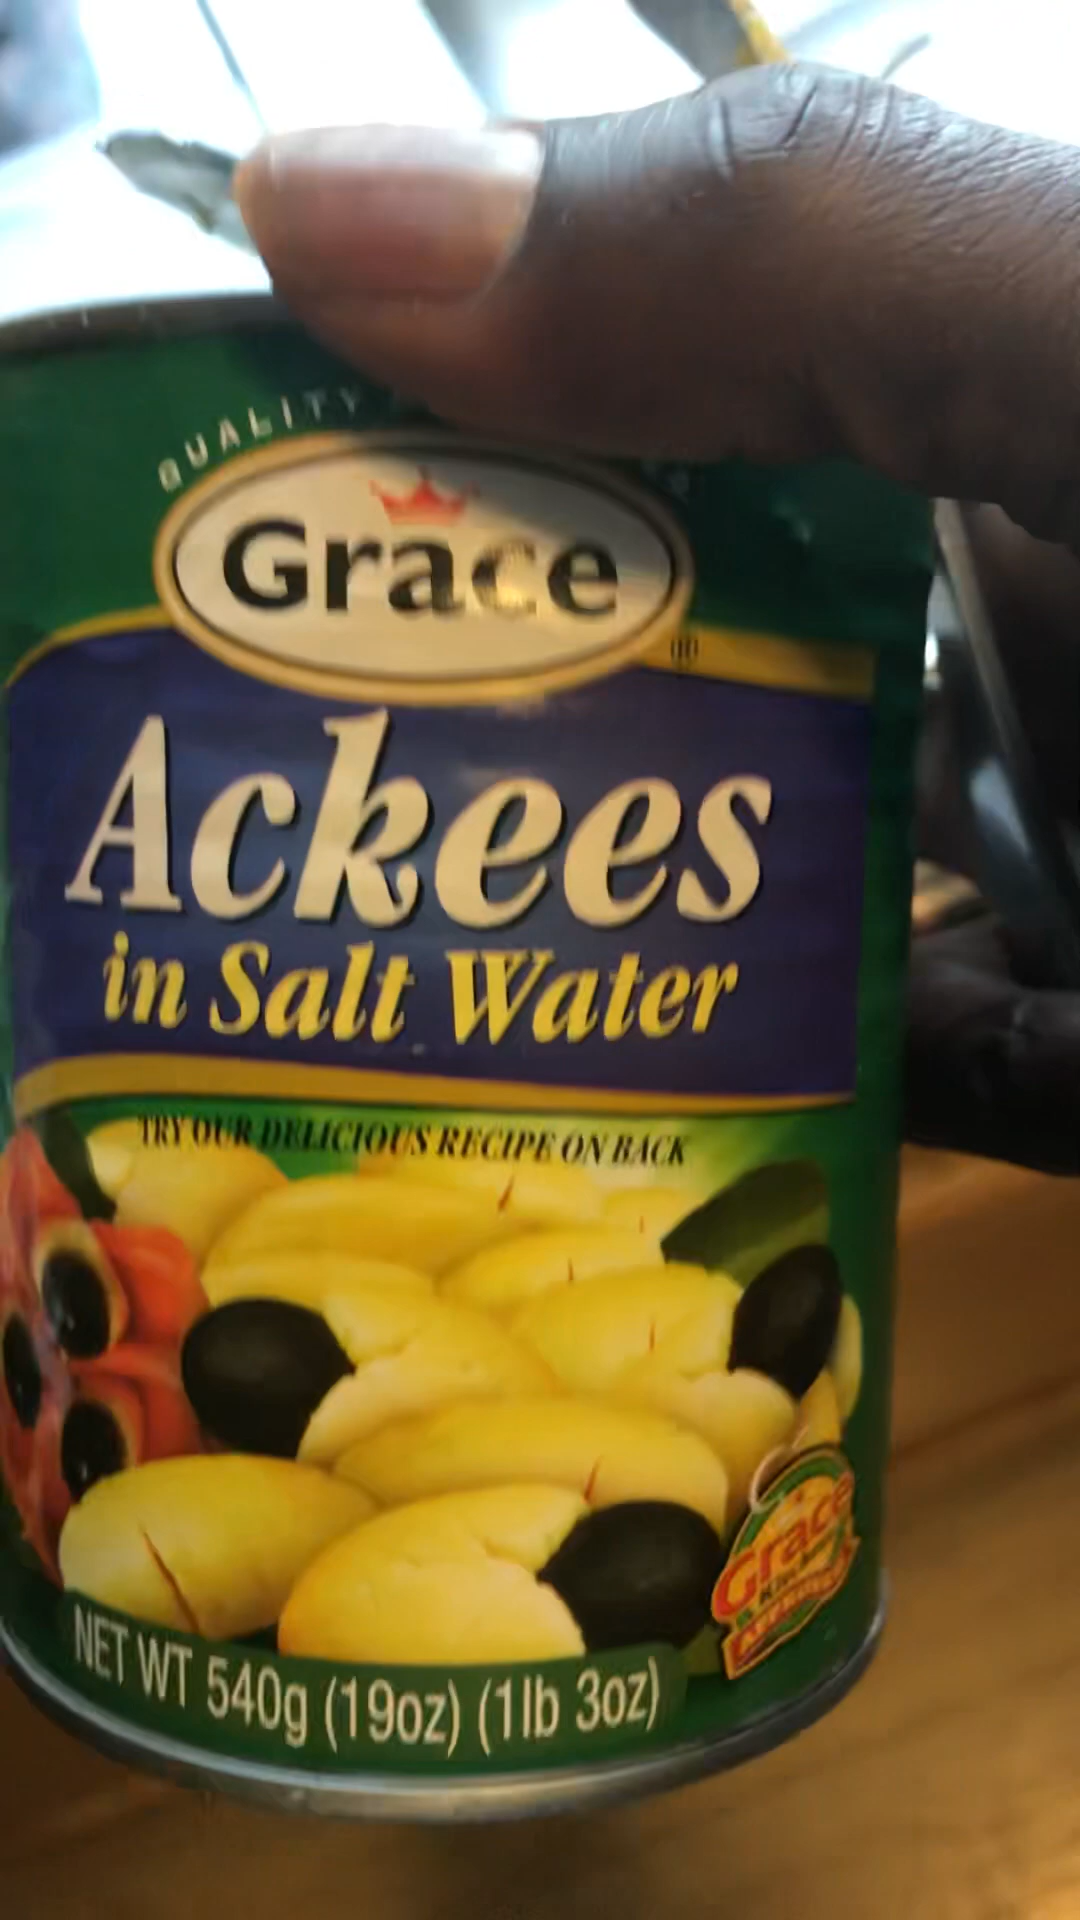 QUALITY
Grace
Ackees
in Salt Water
TRY OUR DELICIOUS RECIPE ON BACK
Grace
NET WT 540g (19oz) (1lb 3oz)